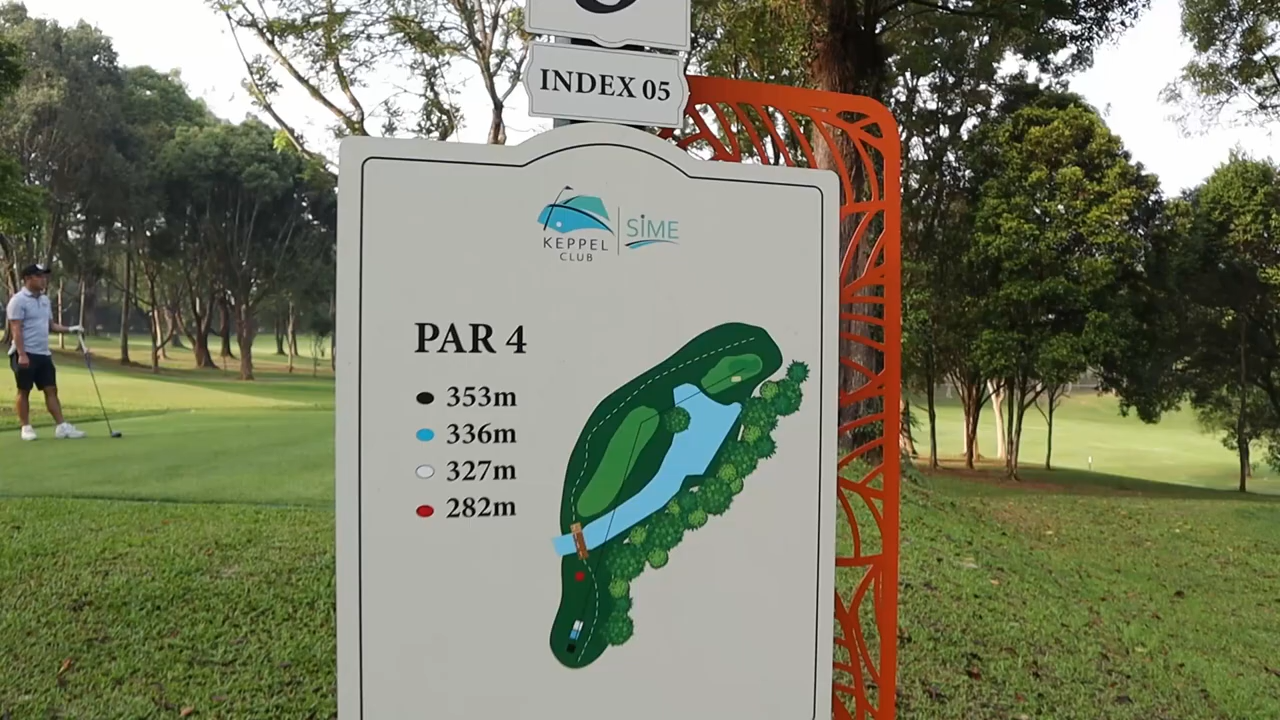 INDEX 05
KEPPEL
CLUB
SIME
PAR 4
353m
336m
327m
282m